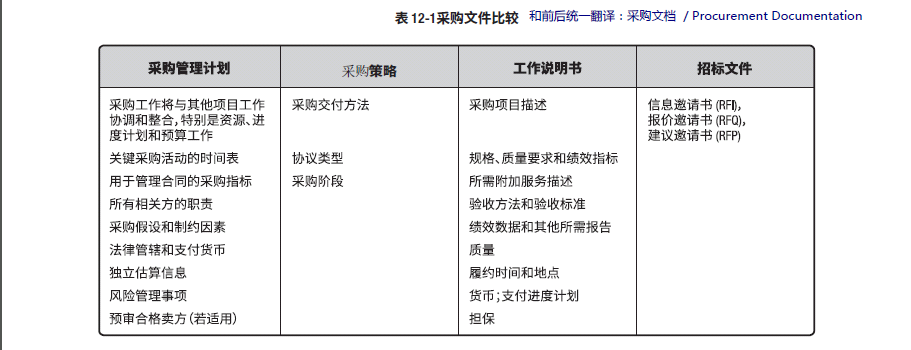 表 12-1采购文件比较 和前后统一翻译：采购文档 / Procurement Documentation
采购管理计划 采购策略 工作说明书 招标文件
采购工作将与其他项目工作
协调和整合，特别是资源、进
度计划和预算工作
采购交付方法
采购项目描述
信息邀请书 (RFI)，
报价邀请书 (RFQ)，
建议邀请书 (RFP)
关键采购活动的时间表 协议类型 规格、质量要求和绩效指标
用于管理合同的采购指标 采购阶段 所需附加服务描述
所有相关方的职责 验收方法和验收标准
采购假设和制约因素 绩效数据和其他所需报告
法律管辖和支付货币 质量
独立估算信息 履约时间和地点
风险管理事项 货币；支付进度计划
预审合格卖方（若适用） 担保